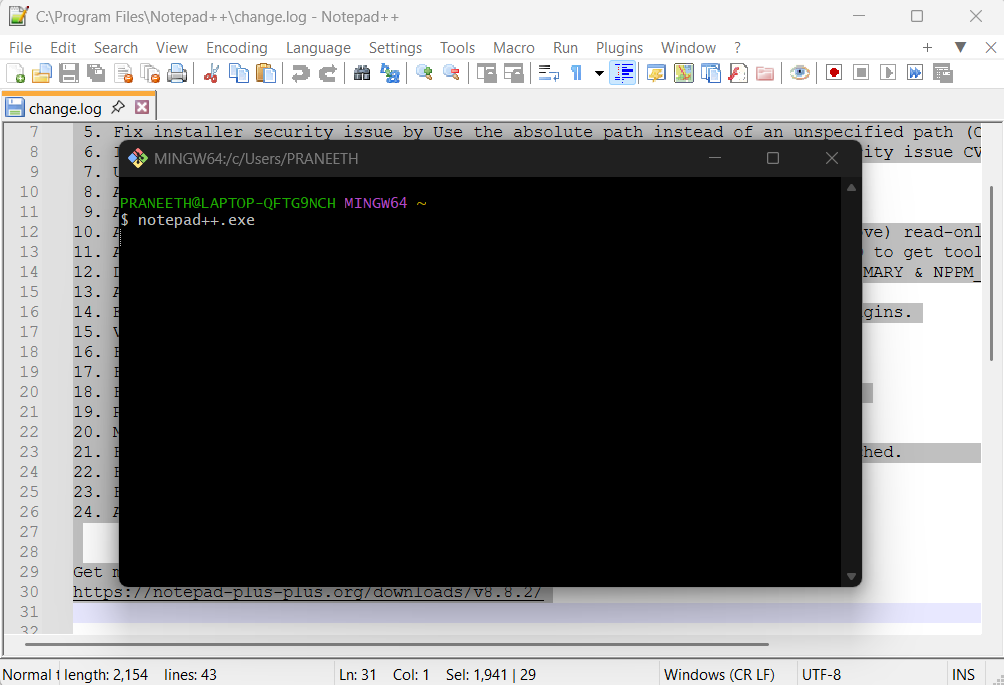 C:\Program Files\Notepad++\change.log - Notepad++
File Edit Search View Encoding Language Settings Tools Macro Run Plugins Window ?
change.log
7 5. Fix installer security issue by Use the absolute path instead of an unspecified path (
8 6. ity issue CV
9 7.
10 8.
11 9.
12 10. ve) read-onl
13 11. to get tool
14 12. MARY & NPPM_
15 13.
16 14. gins.
17 15.
18 16.
19 17.
20 18.
21 19.
22 20.
23 21. hed.
24 22.
25 23.
26 24.
27
28
29 Get
30 https://notepad-plus-plus.org/downloads/v8.8.2/
31
32
MINGW64:/c/Users/PRANEETH
PRANEETH@LAPTOP-QFTG9NCH MINGW64 ~
$ notepad++.exe
Normal length: 2,154 lines: 43 Ln: 31 Col: 1 Sel: 1,941 | 29 Windows (CR LF) UTF-8 INS